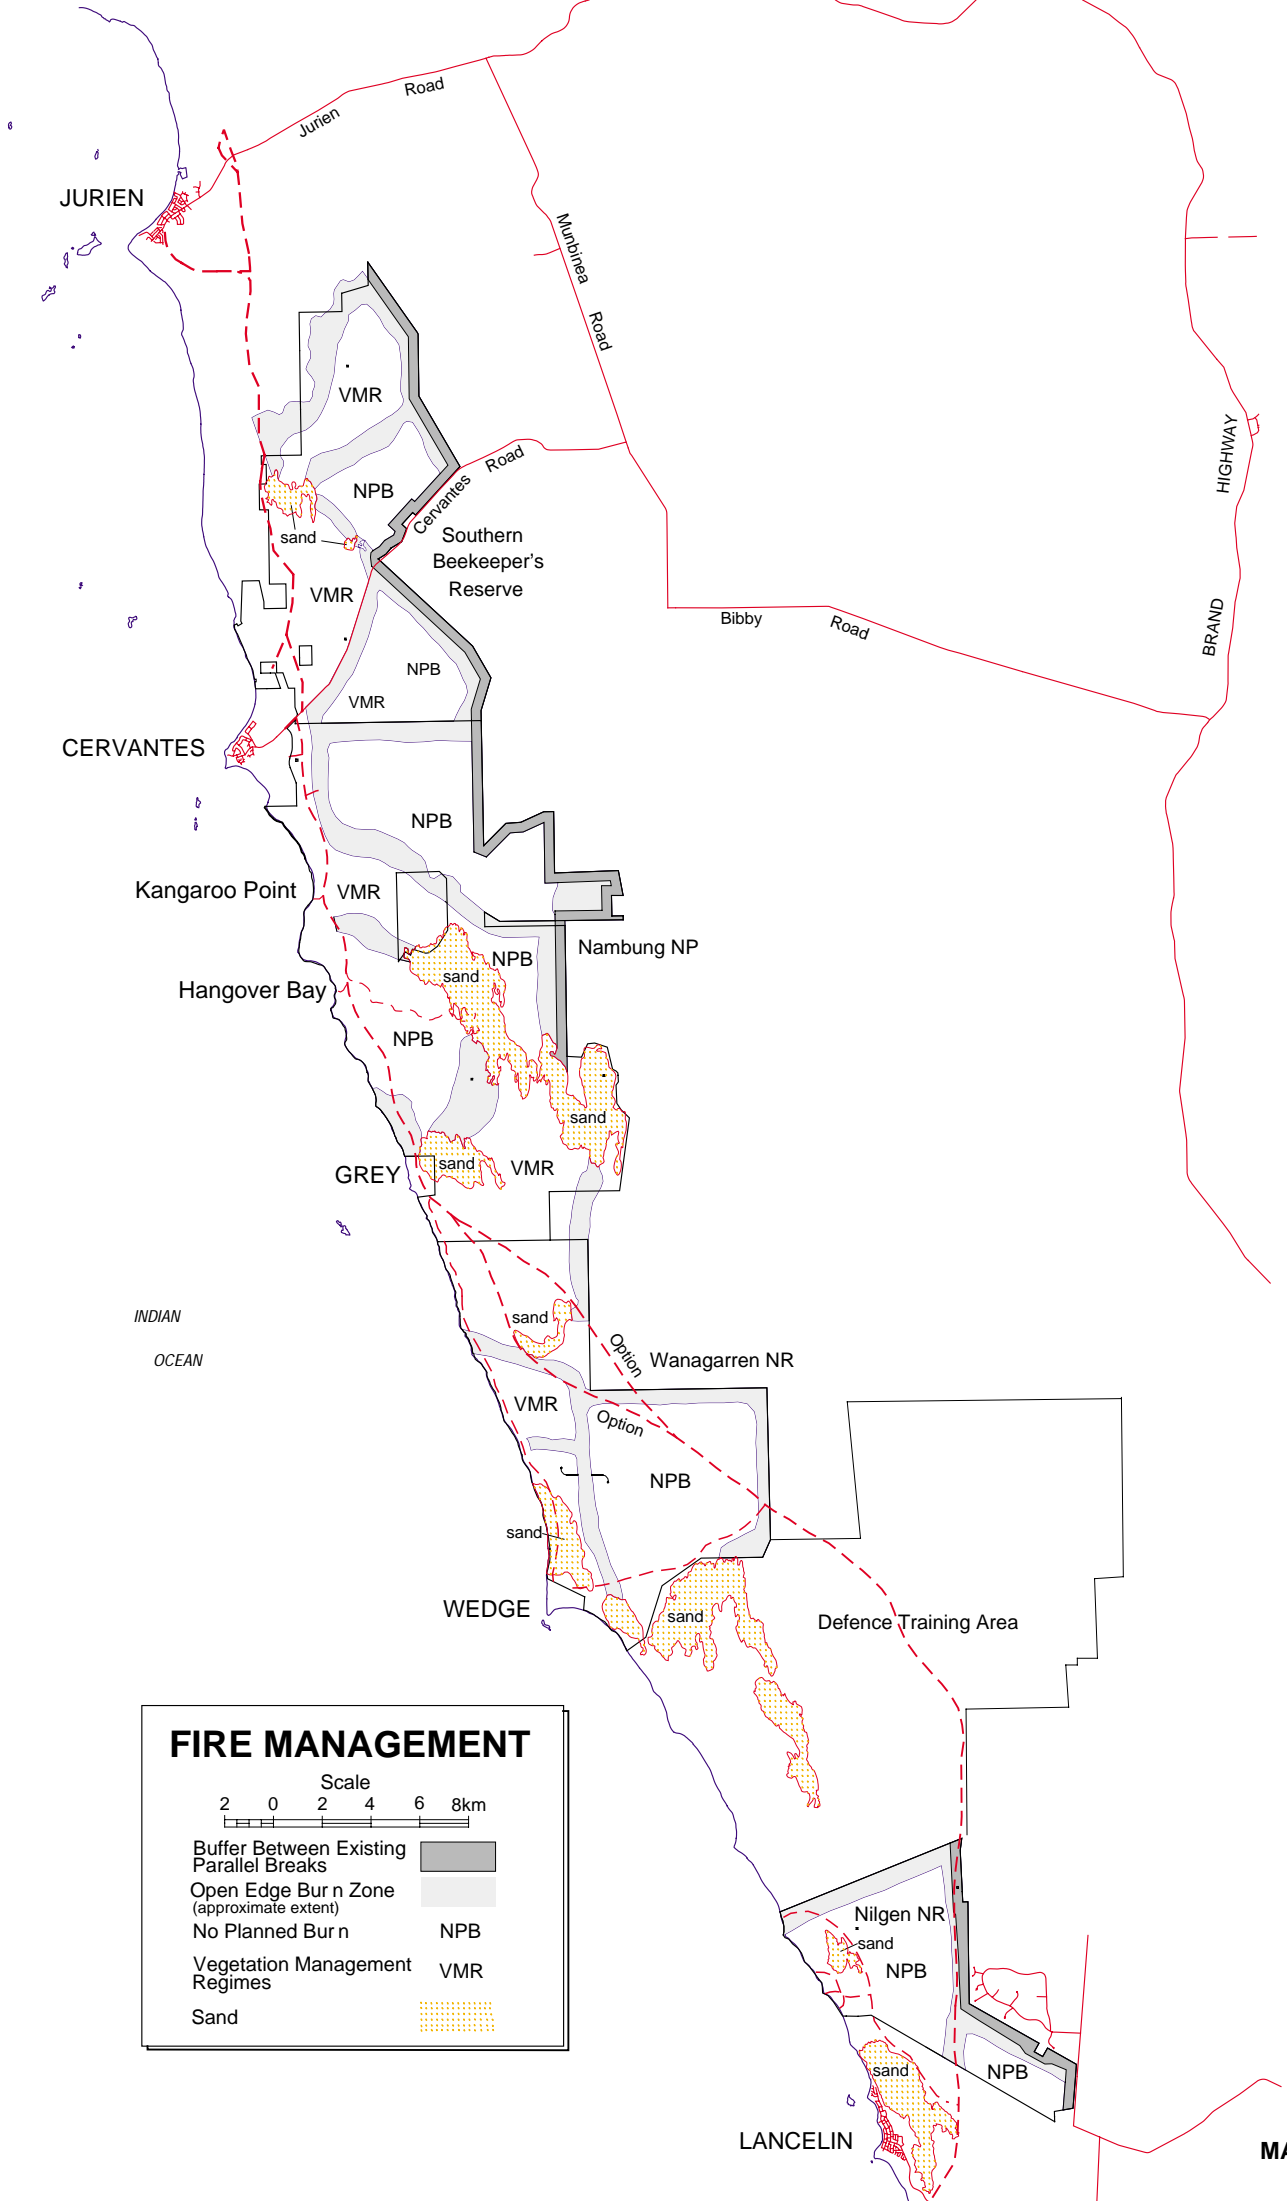 Road
Jurien
JURIEN
Munbinea
Road
VMR
HIGHWAY
Road
NPB
Cervantes
sand
Southern
Beekeeper's
Reserve
VMR
BRAND
Bibby
Road
NPB
VMR
CERVANTES
NPB
Kangaroo Point
VMR
Nambung NP
NPB
sand
Hangover Bay
NPB
sand
sand
VMR
GREY
INDIAN
OCEAN
sand
Option
Wanagarren NR
VMR
Option
NPB
sand
WEDGE
sand
Defence Training Area
FIRE MANAGEMENT
Scale
2 0 2 4 6 8km
Buffer Between Existing
Parallel Breaks
Open Edge Burn Zone
(approximate extent)
No Planned Burn NPB
Vegetation Management
Regimes VMR
Sand
Nilgen NR
sand
NPB
sand
NPB
LANCELIN
MA